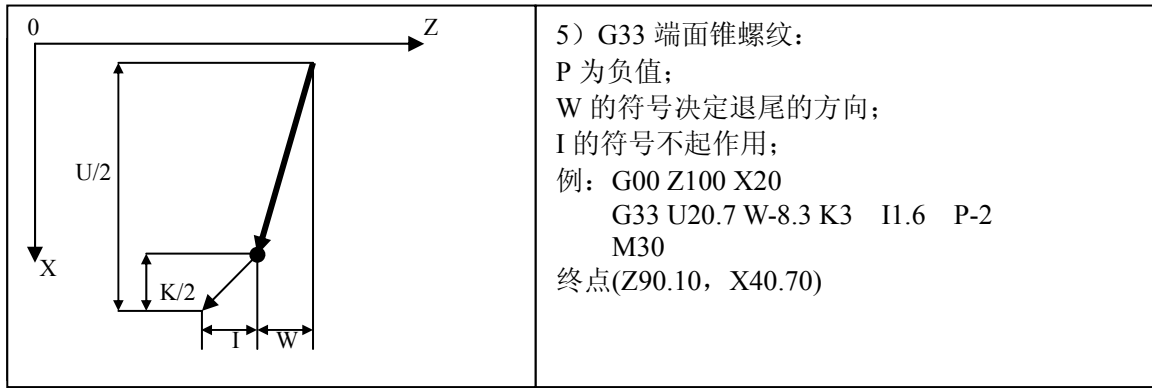 0
Z
U/2
X
K/2
I
W
5）G33 端面锥螺纹：
P 为负值；
W 的符号决定退尾的方向；
I 的符号不起作用；
例：G00 Z100 X20
G33 U20.7 W-8.3 K3 I1.6 P-2
M30
终点(Z90.10，X40.70)